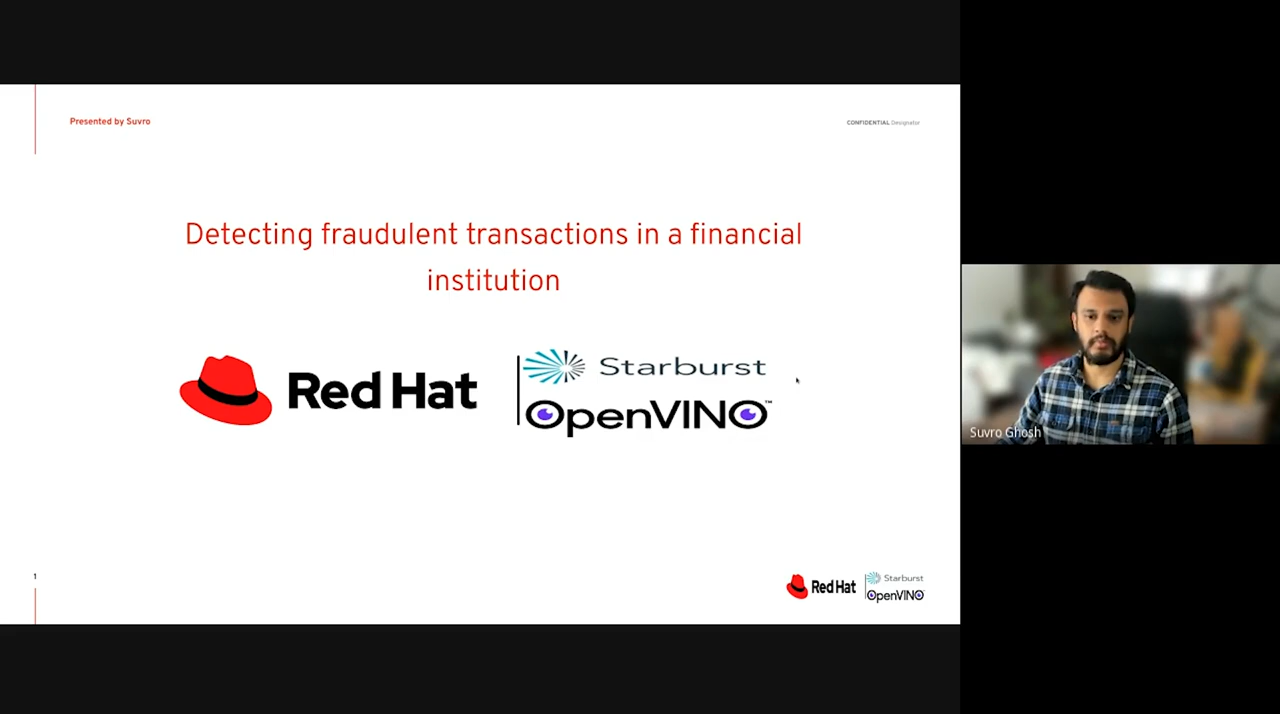 Presented by Suvro
CONFIDENTIAL Designator
Detecting fraudulent transactions in a financial
institution
Red Hat
Starburst
OpenVINO™
Suvro Ghosh
1
Red Hat
Starburst
OpenVINO